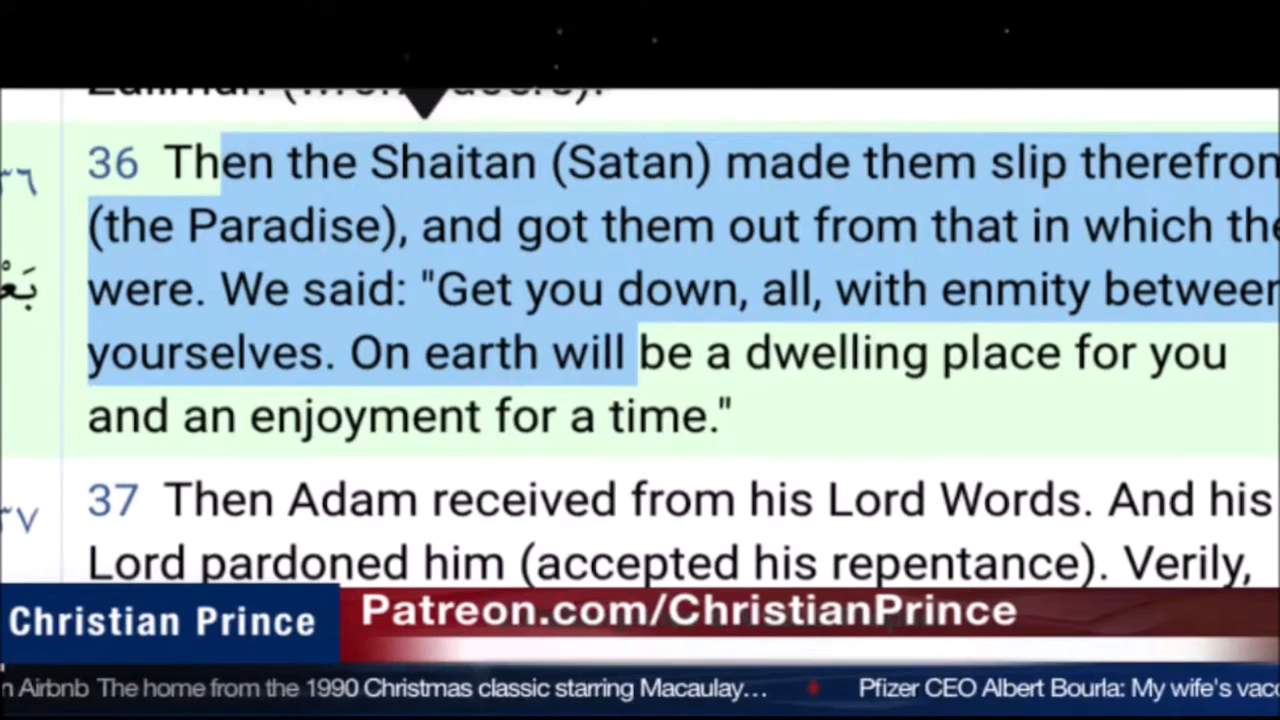 36 Then the Shaitan (Satan) made them slip therefron
(the Paradise), and got them out from that in which the
were. We said: "Get you down, all, with enmity between
yourselves. On earth will be a dwelling place for you
and an enjoyment for a time."
37 Then Adam received from his Lord Words. And his
Lord pardoned him (accepted his repentance). Verily,
Christian Prince
Patreon.com/ChristianPrince
n Airbnb The home from the 1990 Christmas classic starring Macaulay… Pfizer CEO Albert Bourla: My wife's vacc